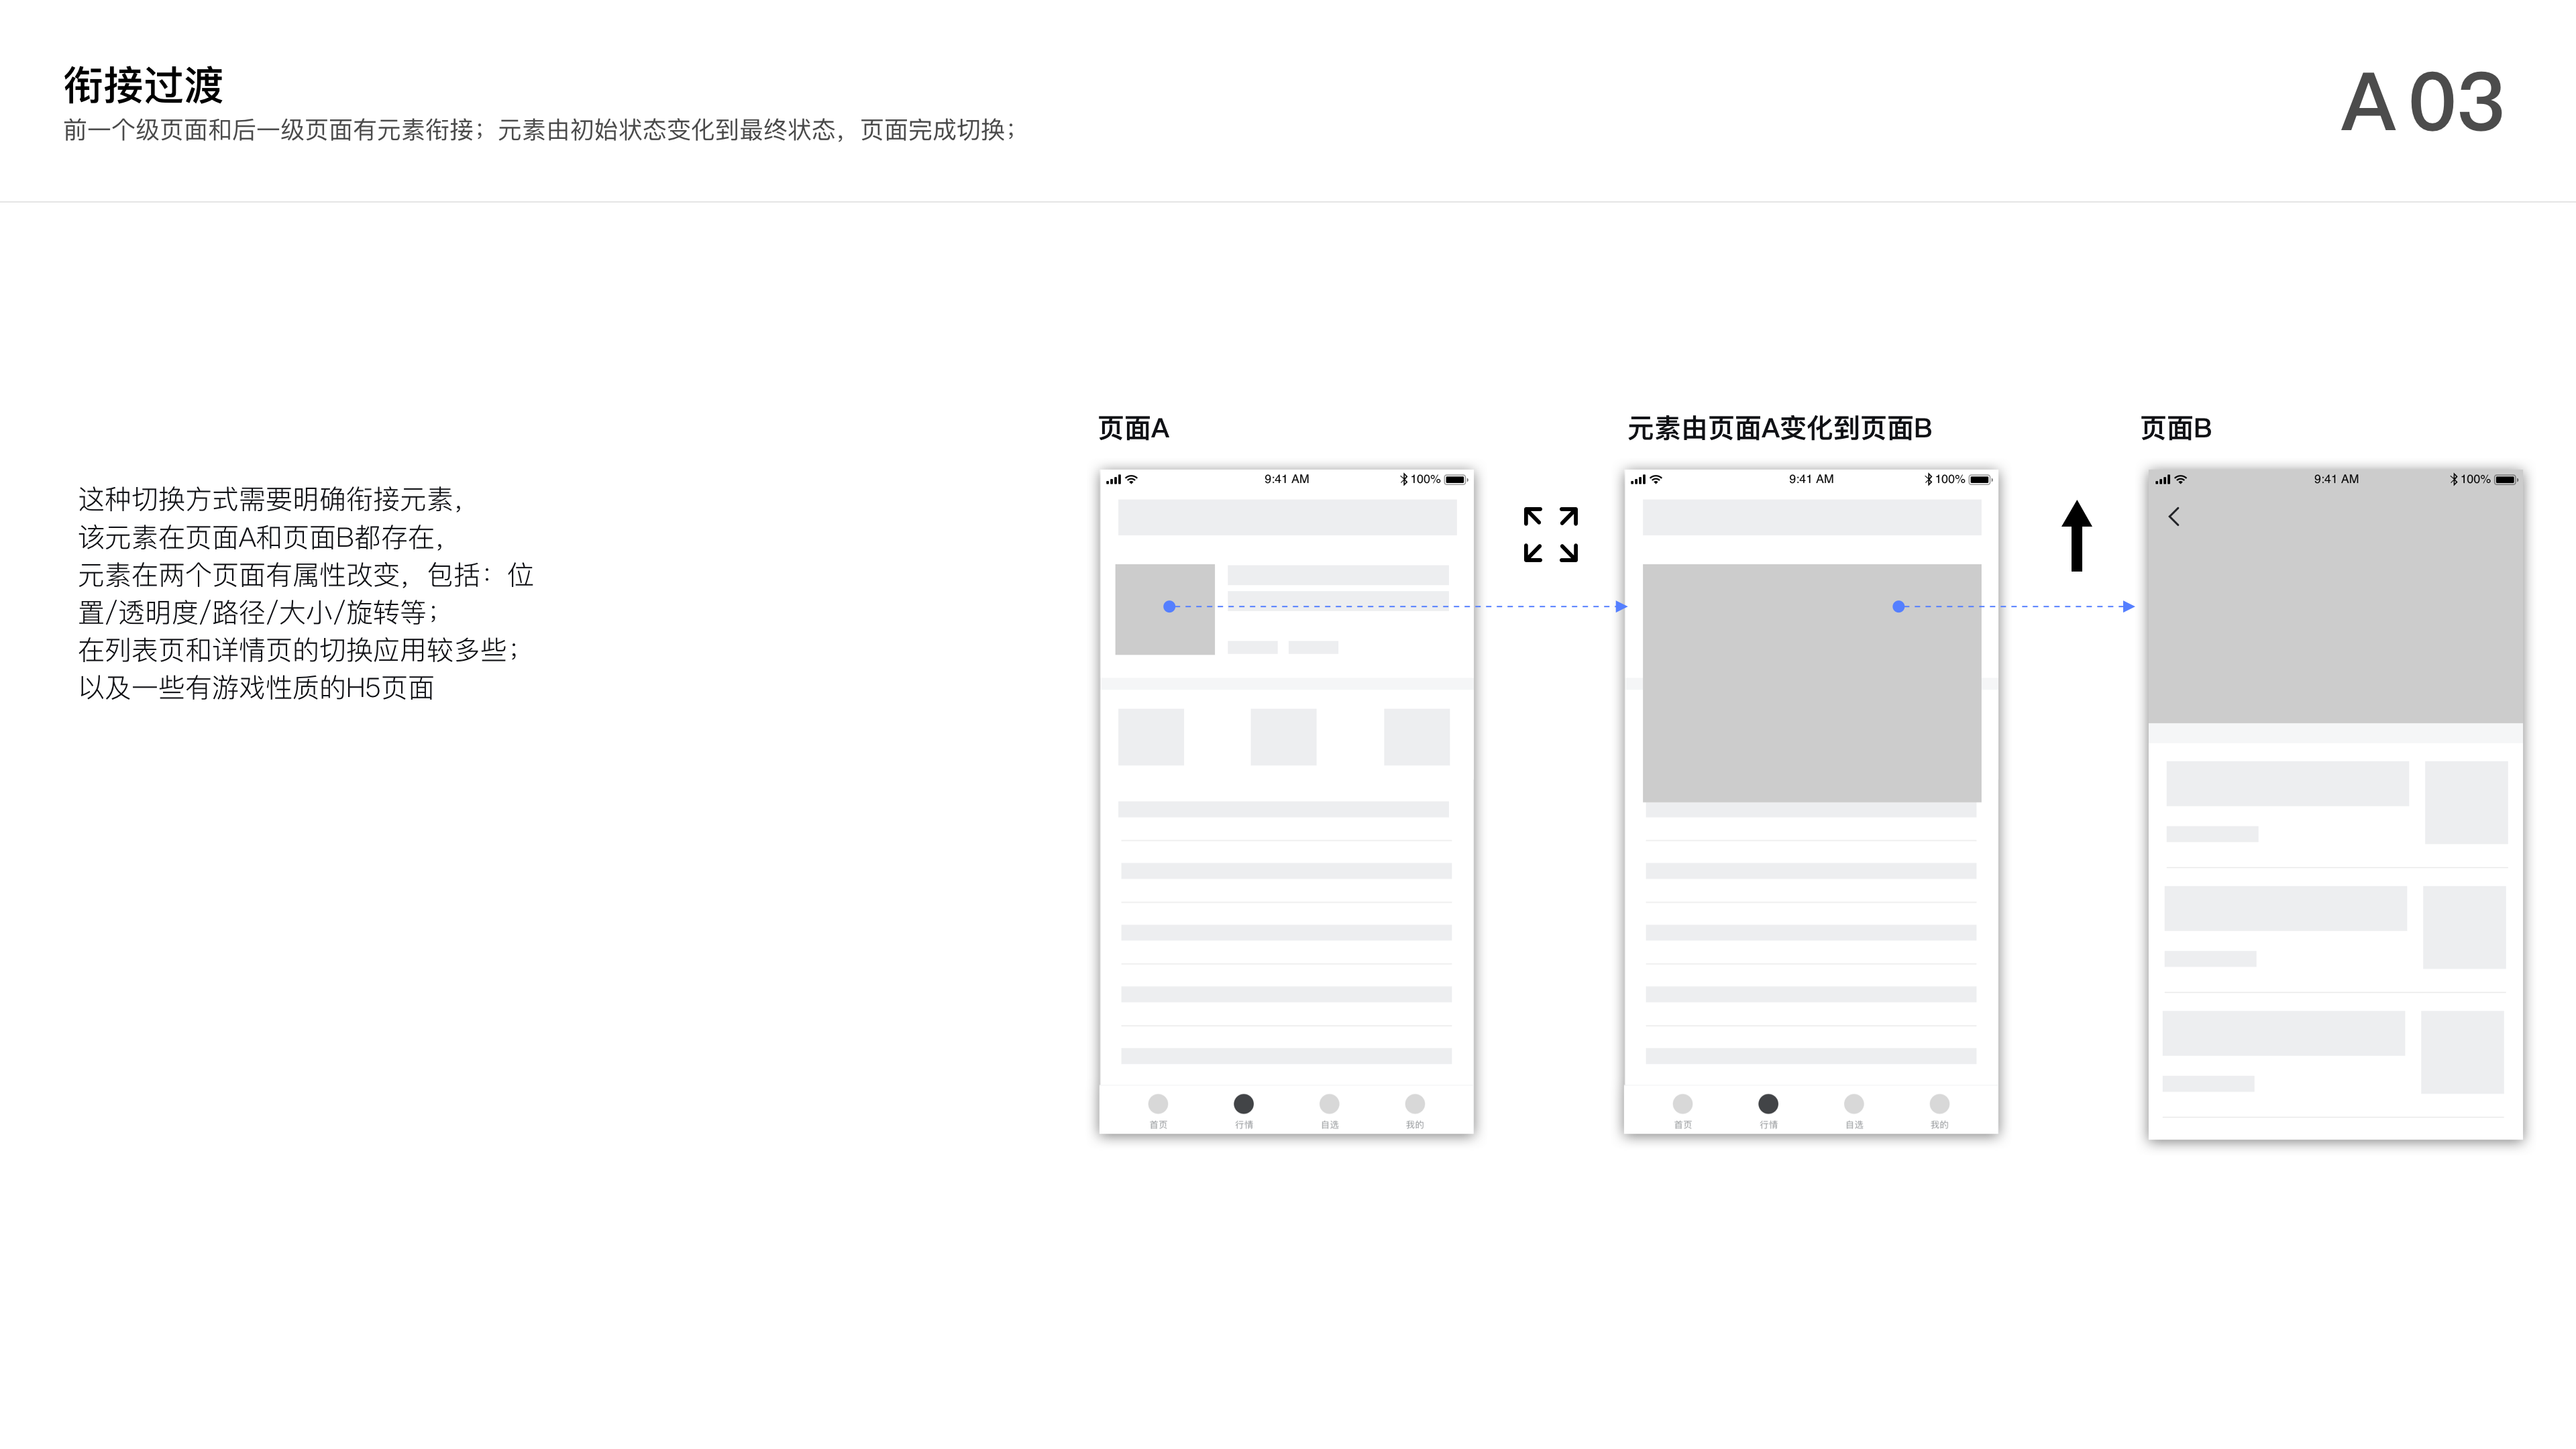 衔接过渡
前一个级页面和后一级页面有元素衔接；元素由初始状态变化到最终状态，页面完成切换；
A 03
这种切换方式需要明确衔接元素，
该元素在页面A和页面B都存在，
元素在两个页面有属性改变，包括：位
置/透明度/路径/大小/旋转等；
在列表页和详情页的切换应用较多些；
以及一些有游戏性质的H5页面
页面A
9:41 AM 100%
首页 行情 自选 我的
元素由页面A变化到页面B
9:41 AM 100%
首页 行情 自选 我的
页面B
9:41 AM 100%